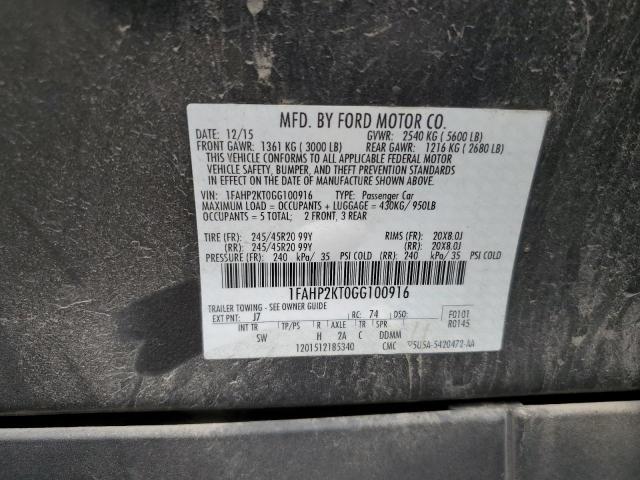 MFD. BY FORD MOTOR CO.
DATE: 12/15 GVWR: 2540 KG ( 5600 LB)
FRONT GAWR: 1361 KG ( 3000 LB) REAR GAWR: 1216 KG ( 2680 LB)
THIS VEHICLE CONFORMS TO ALL APPLICABLE FEDERAL MOTOR
VEHICLE SAFETY, BUMPER, AND THEFT PREVENTION STANDARDS IN
EFFECT ON THE DATE OF MANUFACTURE SHOWN ABOVE.
VIN: 1FAHP2KT0GG100916 TYPE: Passenger Car
MAXIMUM LOAD = OCCUPANTS + LUGGAGE = 430KG/ 950LB
OCCUPANTS = 5 TOTAL: 2 FRONT, 3 REAR
TIRE (FR): 245/45R20 99Y RIMS (FR): 20X8.0J
(RR): 245/45R20 99Y (RR): 20X8.0J
PRESSURE (FR): 240 kPa/ 35 PSI COLD (RR): 240 kPa/ 35 PSI COLD
1FAHP2KT0GG100916
TRAILER TOWING - SEE OWNER GUIDE
EXT PNT: J7 RC: 74 DSO: F0101
INT TR TP/PS R AXLE TR SPR R0145
SW H 2A C DDMM
1201512185340 CMC 5U5A-5420472-AA